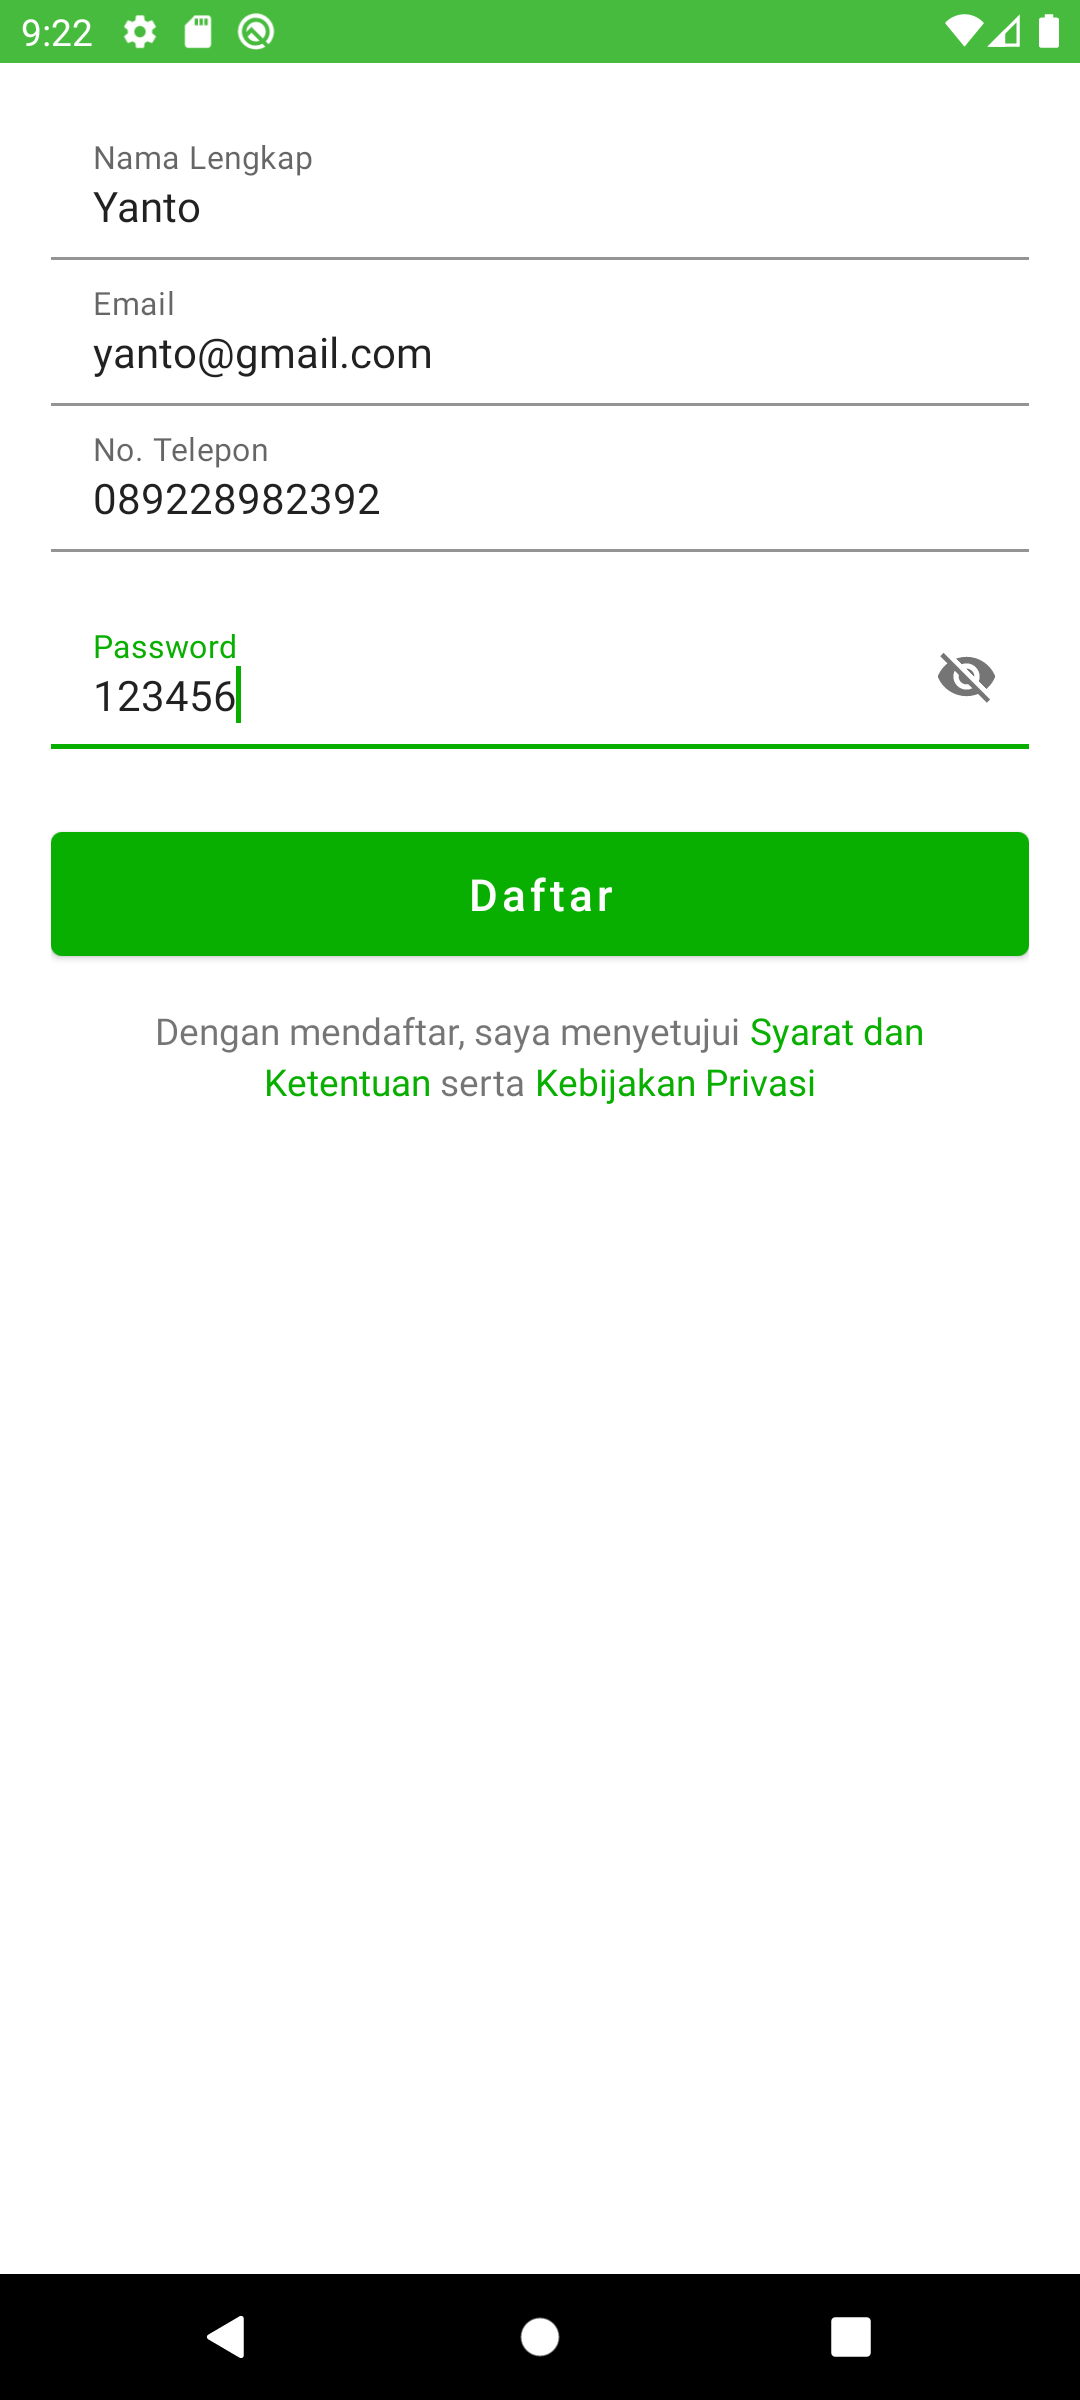 9:22
Nama Lengkap
Yanto
Email
yanto@gmail.com
No. Telepon
089228982392
Password
123456
Daftar
Dengan mendaftar, saya menyetujui Syarat dan
Ketentuan serta Kebijakan Privasi